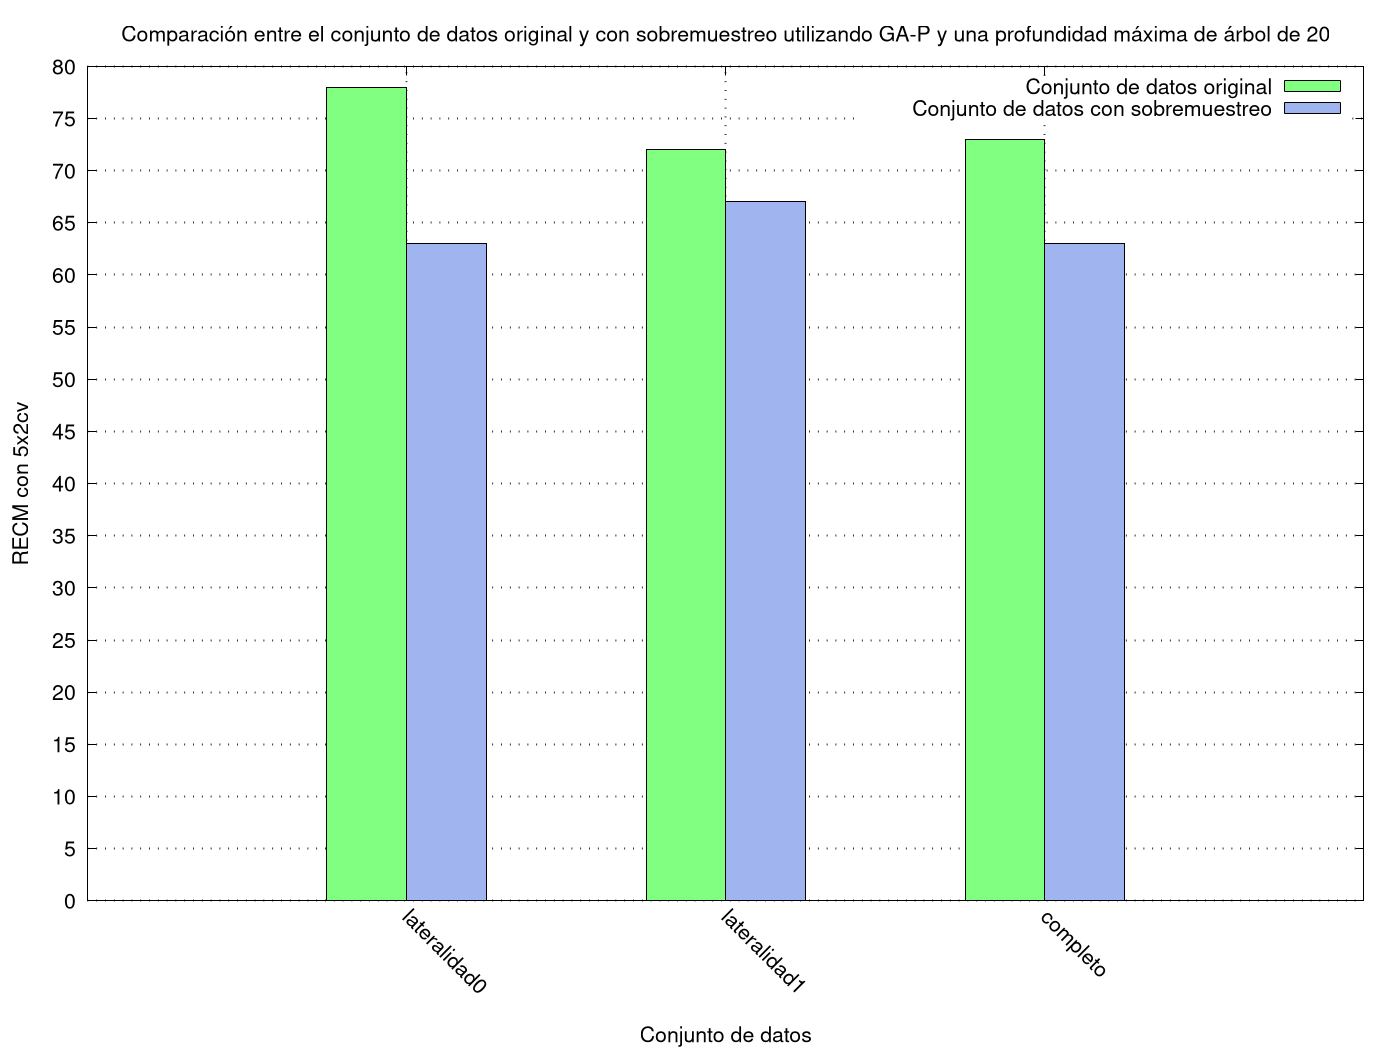 Comparación entre el conjunto de datos original y con sobremuestreo utilizando GA-P y una profundidad máxima de árbol de 20
Conjunto de datos original
Conjunto de datos con sobremuestreo
80
75
70
65
60
55
50
45
40
35
30
25
20
15
10
5
0
RECM con 5x2cv
lateralidad0
lateralidad1
completo
Conjunto de datos